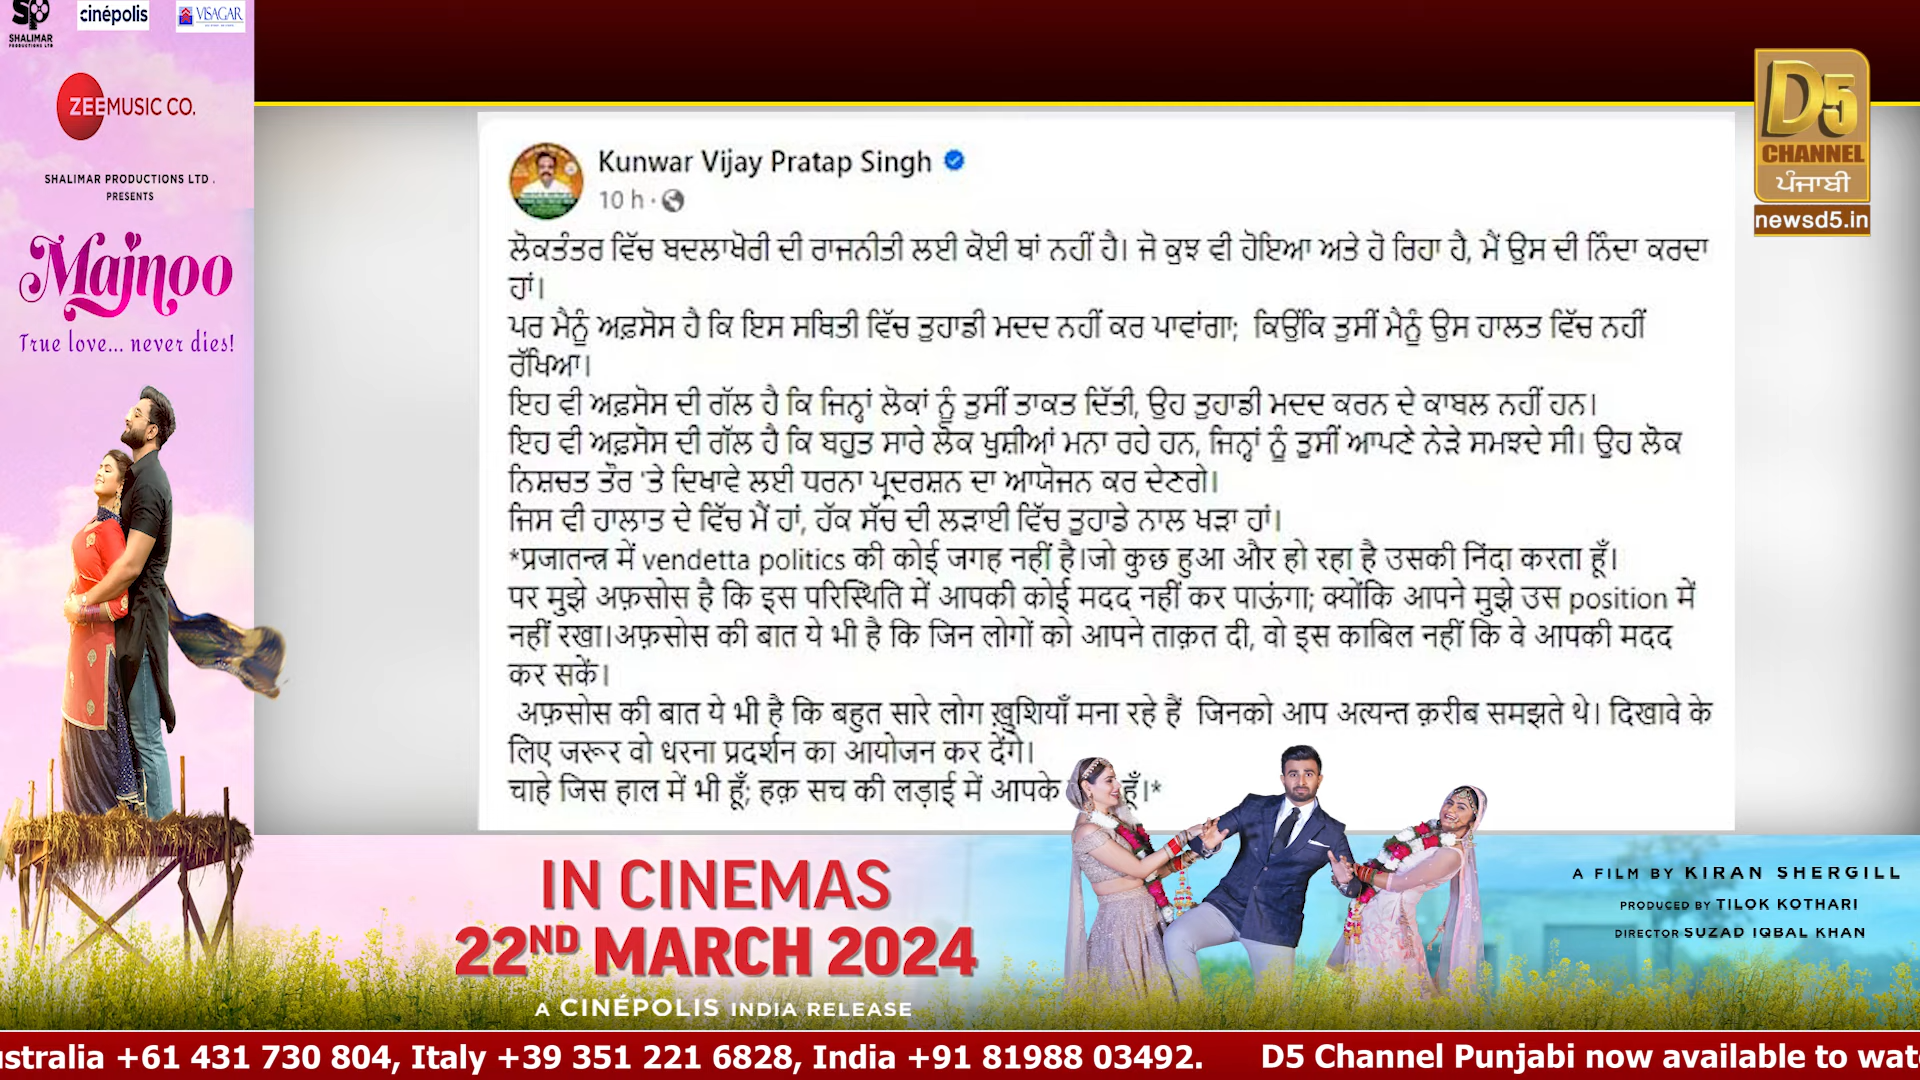 SP
SHALIMAR
PRODUCTIONS LTD
cinépolis
VISAGAR
ZEE MUSIC CO.
SHALIMAR PRODUCTIONS LTD .
PRESENTS
Majnoo
True love... never dies!
D5
CHANNEL
ਪੰਜਾਬੀ
newsd5.in
Kunwar Vijay Pratap Singh
10 h ·
ਲੋਕਤੰਤਰ ਵਿੱਚ ਬਦਲਾਖੋਰੀ ਦੀ ਰਾਜਨੀਤੀ ਲਈ ਕੋਈ ਥਾਂ ਨਹੀਂ ਹੈ। ਜੋ ਕੁਝ ਵੀ ਹੋਇਆ ਅਤੇ ਹੋ ਰਿਹਾ ਹੈ, ਮੈਂ ਉਸ ਦੀ ਨਿੰਦਾ ਕਰਦਾ
ਹਾਂ।
ਪਰ ਮੈਨੂੰ ਅਫ਼ਸੋਸ ਹੈ ਕਿ ਇਸ ਸਥਿਤੀ ਵਿੱਚ ਤੁਹਾਡੀ ਮਦਦ ਨਹੀਂ ਕਰ ਪਾਵਾਂਗਾ; ਕਿਉਂਕਿ ਤੁਸੀਂ ਮੈਨੂੰ ਉਸ ਹਾਲਤ ਵਿੱਚ ਨਹੀਂ
ਰੱਖਿਆ।
ਇਹ ਵੀ ਅਫ਼ਸੋਸ ਦੀ ਗੱਲ ਹੈ ਕਿ ਜਿਨ੍ਹਾਂ ਲੋਕਾਂ ਨੂੰ ਤੁਸੀਂ ਤਾਕਤ ਦਿੱਤੀ, ਉਹ ਤੁਹਾਡੀ ਮਦਦ ਕਰਨ ਦੇ ਕਾਬਲ ਨਹੀਂ ਹਨ।
ਇਹ ਵੀ ਅਫ਼ਸੋਸ ਦੀ ਗੱਲ ਹੈ ਕਿ ਬਹੁਤ ਸਾਰੇ ਲੋਕ ਖੁਸ਼ੀਆਂ ਮਨਾ ਰਹੇ ਹਨ, ਜਿਨ੍ਹਾਂ ਨੂੰ ਤੁਸੀਂ ਆਪਣੇ ਨੇੜੇ ਸਮਝਦੇ ਸੀ। ਉਹ ਲੋਕ
ਨਿਸ਼ਚਤ ਤੌਰ 'ਤੇ ਦਿਖਾਵੇ ਲਈ ਧਰਨਾ ਪ੍ਰਦਰਸ਼ਨ ਦਾ ਆਯੋਜਨ ਕਰ ਦੇਣਗੇ।
ਜਿਸ ਵੀ ਹਾਲਾਤ ਦੇ ਵਿੱਚ ਮੈਂ ਹਾਂ, ਹੱਕ ਸੱਚ ਦੀ ਲੜਾਈ ਵਿੱਚ ਤੁਹਾਡੇ ਨਾਲ ਖੜਾ ਹਾਂ।
*प्रजातन्त्र में vendetta politics की कोई जगह नहीं है।जो कुछ हुआ और हो रहा है उसकी निंदा करता हूँ।
पर मुझे अफ़सोस है कि इस परिस्थिति में आपकी कोई मदद नहीं कर पाऊंगा; क्योंकि आपने मुझे उस position में
नहीं रखा।अफ़सोस की बात ये भी है कि जिन लोगों को आपने ताक़त दी, वो इस काबिल नहीं कि वे आपकी मदद
कर सकें।
अफ़सोस की बात ये भी है कि बहुत सारे लोग ख़ुशियाँ मना रहे हैं जिनको आप अत्यन्त क़रीब समझते थे। दिखावे के
लिए जरूर वो धरना प्रदर्शन का आयोजन कर देंगे।
चाहे जिस हाल में भी हूँ; हक़ सच की लड़ाई में आपके हूँ।*
IN CINEMAS
22ND MARCH 2024
A CINÉPOLIS INDIA RELEASE
A FILM BY KIRAN SHERGILL
PRODUCED BY TILOK KOTHARI
DIRECTOR SUZAD IQBAL KHAN
ustralia +61 431 730 804, Italy +39 351 221 6828, India +91 81988 03492. D5 Channel Punjabi now available to wat